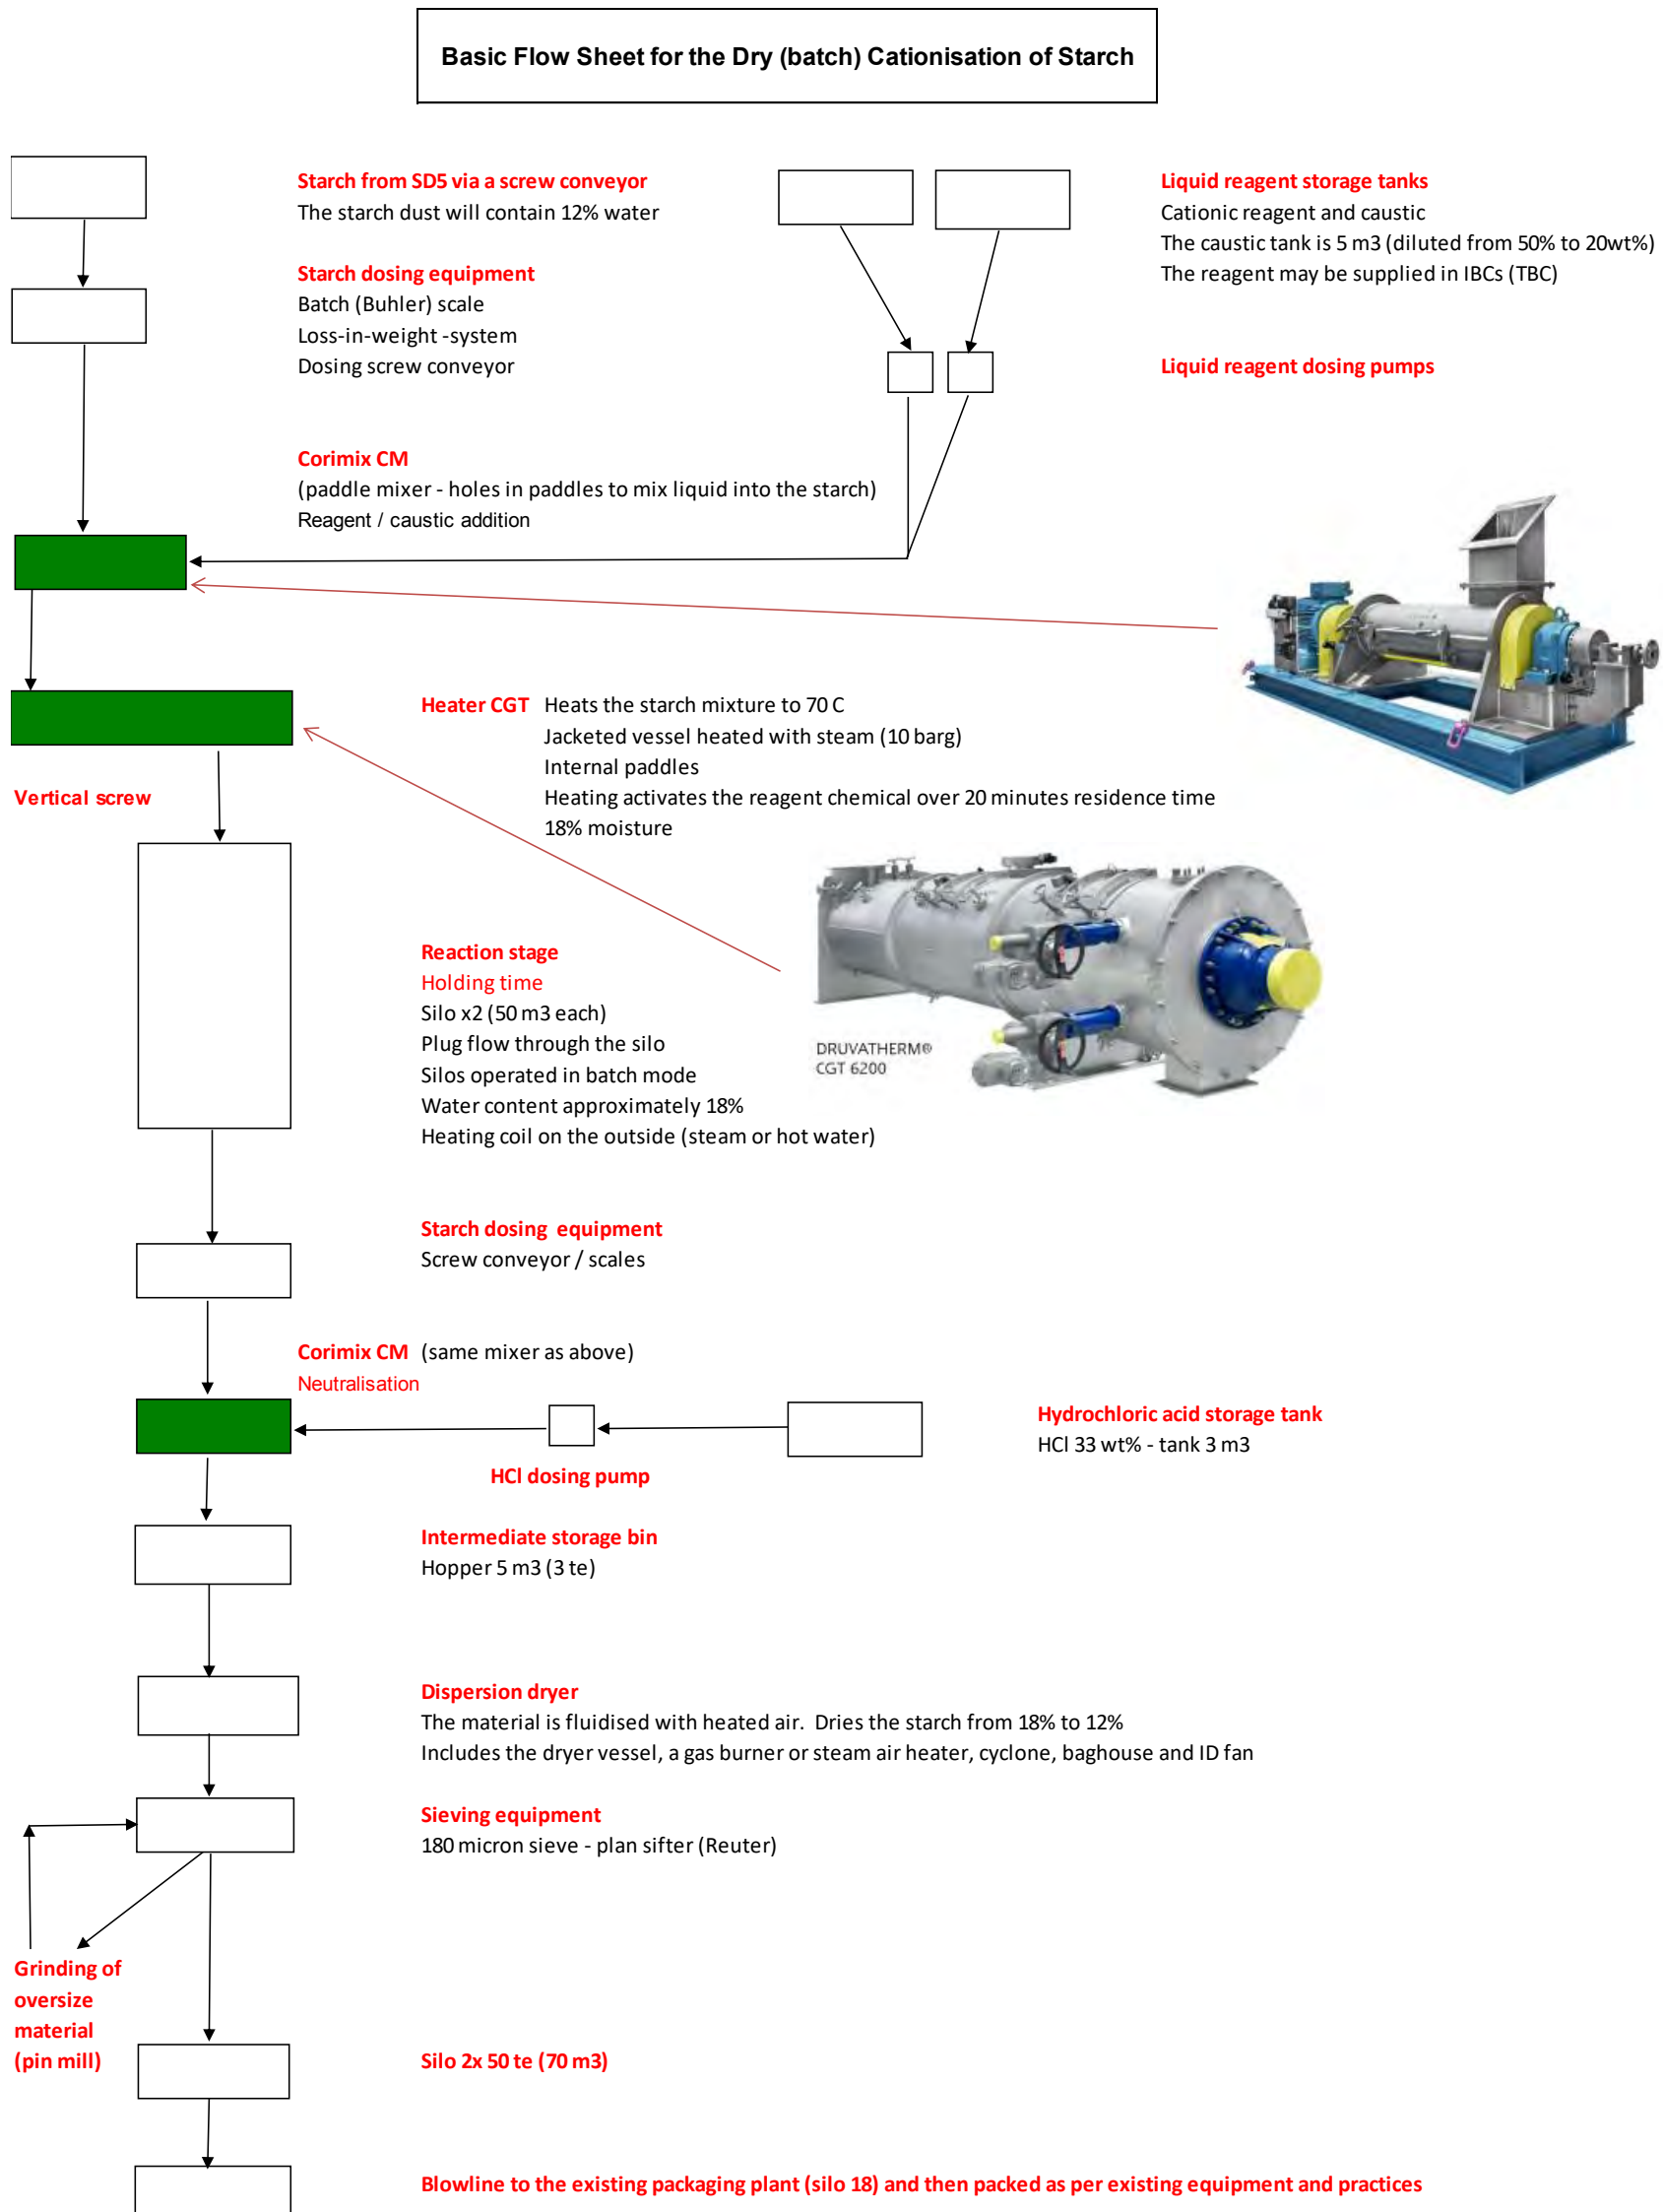 Basic Flow Sheet for the Dry (batch) Cationisation of Starch
Starch from SD5 via a screw conveyor
The starch dust will contain 12% water
Liquid reagent storage tanks
Cationic reagent and caustic
The caustic tank is 5 m3 (diluted from 50% to 20wt%)
The reagent may be supplied in IBCs (TBC)
Starch dosing equipment
Batch (Buhler) scale
Loss-in-weight -system
Dosing screw conveyor
Liquid reagent dosing pumps
Corimix CM
(paddle mixer - holes in paddles to mix liquid into the starch)
Reagent / caustic addition
Heater CGT Heats the starch mixture to 70 C
Jacketed vessel heated with steam (10 barg)
Internal paddles
Heating activates the reagent chemical over 20 minutes residence time
18% moisture
Vertical screw
Reaction stage
Holding time
Silo x2 (50 m3 each)
Plug flow through the silo
Silos operated in batch mode
Water content approximately 18%
Heating coil on the outside (steam or hot water)
DRUVATHERM®
CGT 6200
Starch dosing equipment
Screw conveyor / scales
Corimix CM (same mixer as above)
Neutralisation
Hydrochloric acid storage tank
HCl 33 wt% - tank 3 m3
HCl dosing pump
Intermediate storage bin
Hopper 5 m3 (3 te)
Dispersion dryer
The material is fluidised with heated air. Dries the starch from 18% to 12%
Includes the dryer vessel, a gas burner or steam air heater, cyclone, baghouse and ID fan
Sieving equipment
180 micron sieve - plan sifter (Reuter)
Grinding of
oversize
material
(pin mill)
Silo 2x 50 te (70 m3)
Blowline to the existing packaging plant (silo 18) and then packed as per existing equipment and practices